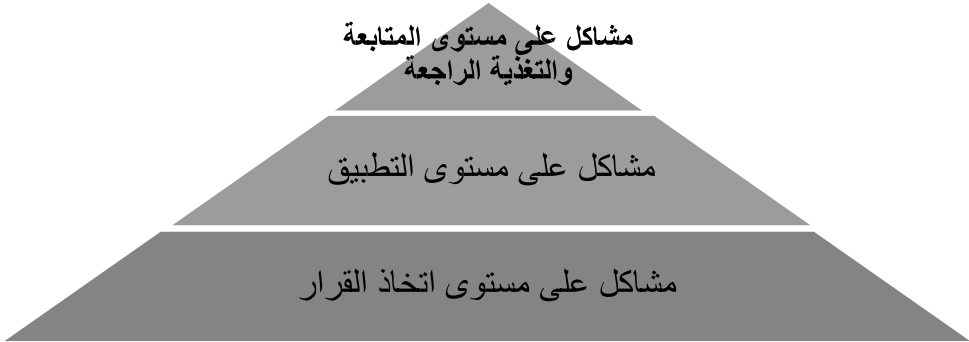 مشاكل على مستوى المتابعة
والتغذية الراجعة
مشاكل على مستوى التطبيق
مشاكل على مستوى اتخاذ القرار